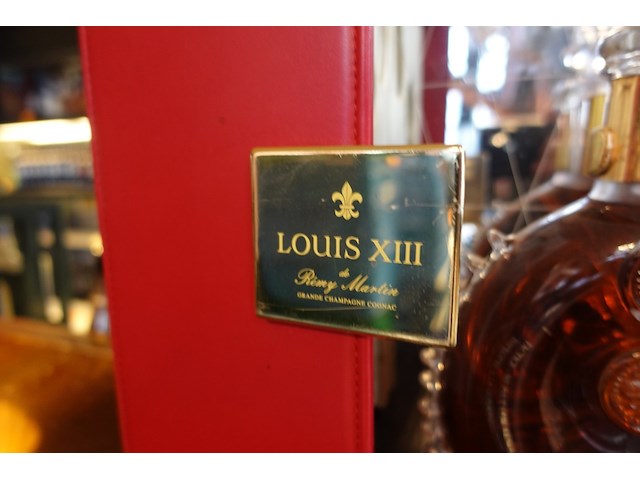 LOUIS XIII
de
Rémy Martin
GRANDE CHAMPAGNE COGNAC